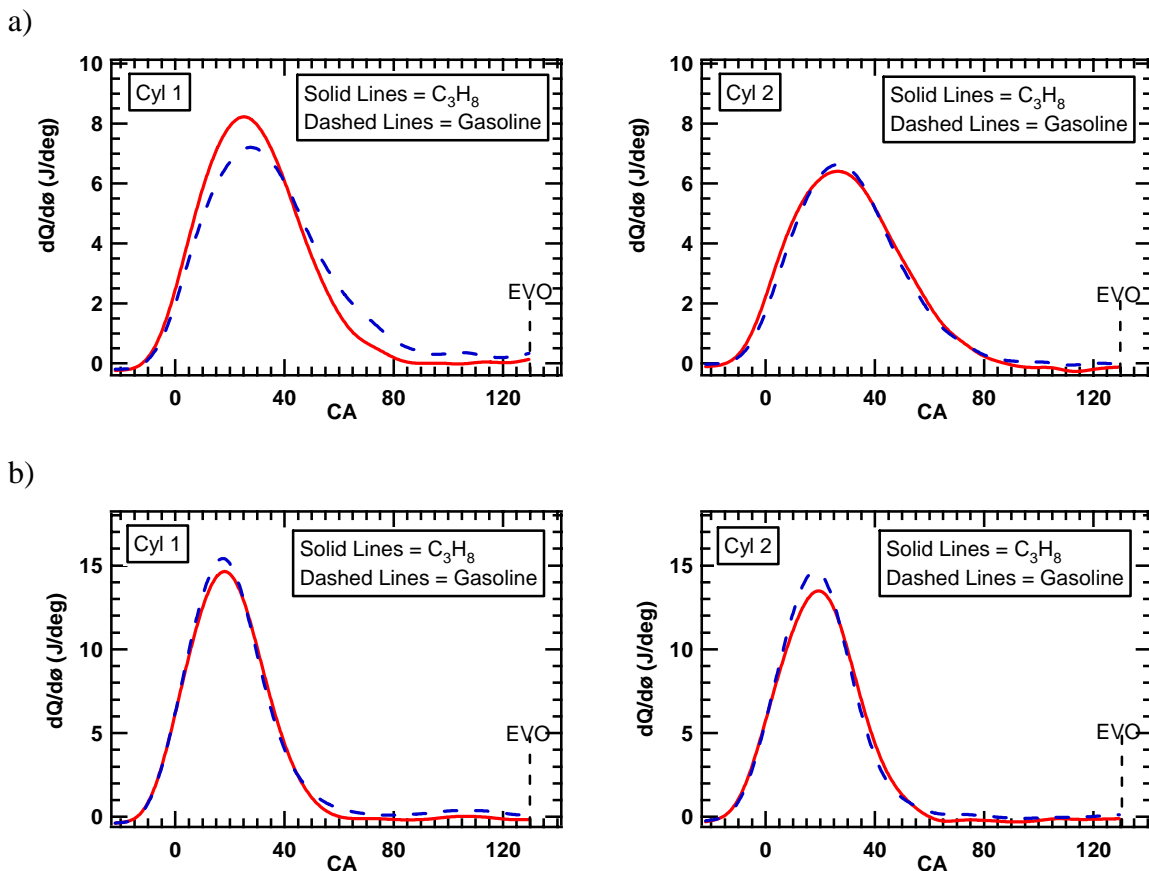 a)
10
8
6
4
2
0
dQ/dø (J/deg)
Cyl 1
Solid Lines = C₃H₈
Dashed Lines = Gasoline
EVO
0 40 80 120
CA
10
8
6
4
2
0
dQ/dø (J/deg)
Cyl 2
Solid Lines = C₃H₈
Dashed Lines = Gasoline
EVO
0 40 80 120
CA
b)
15
10
5
0
dQ/dø (J/deg)
Cyl 1
Solid Lines = C₃H₈
Dashed Lines = Gasoline
EVO
0 40 80 120
CA
15
10
5
0
dQ/dø (J/deg)
Cyl 2
Solid Lines = C₃H₈
Dashed Lines = Gasoline
EVO
0 40 80 120
CA